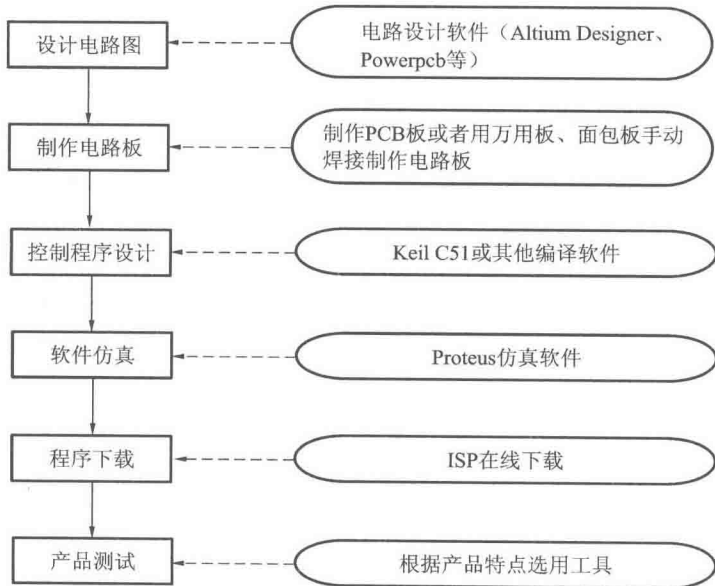 设计电路图
电路设计软件（Altium Designer、
Powerpcb等）
制作电路板
制作PCB板或者用万用板、面包板手动
焊接制作电路板
控制程序设计
Keil C51或其他编译软件
软件仿真
Proteus仿真软件
程序下载
ISP在线下载
产品测试
根据产品特点选用工具